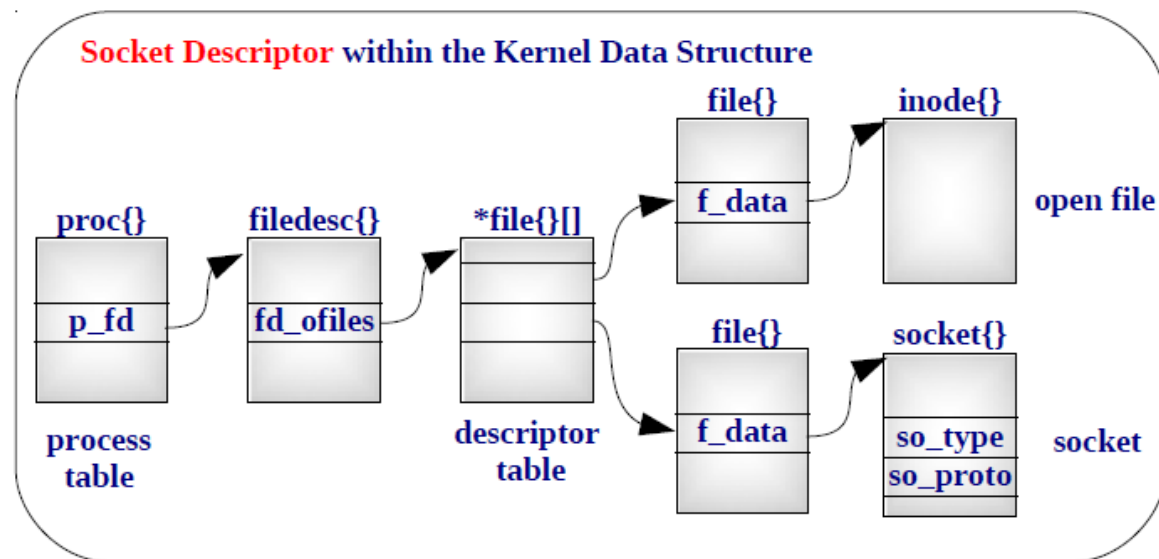 Socket Descriptor within the Kernel Data Structure
file{}
inode{}
f_data
open file
proc{}
filedesc{}
*file{}[]
p_fd
fd_ofiles
file{}
socket{}
f_data
so_type
so_proto
socket
process
table
descriptor
table